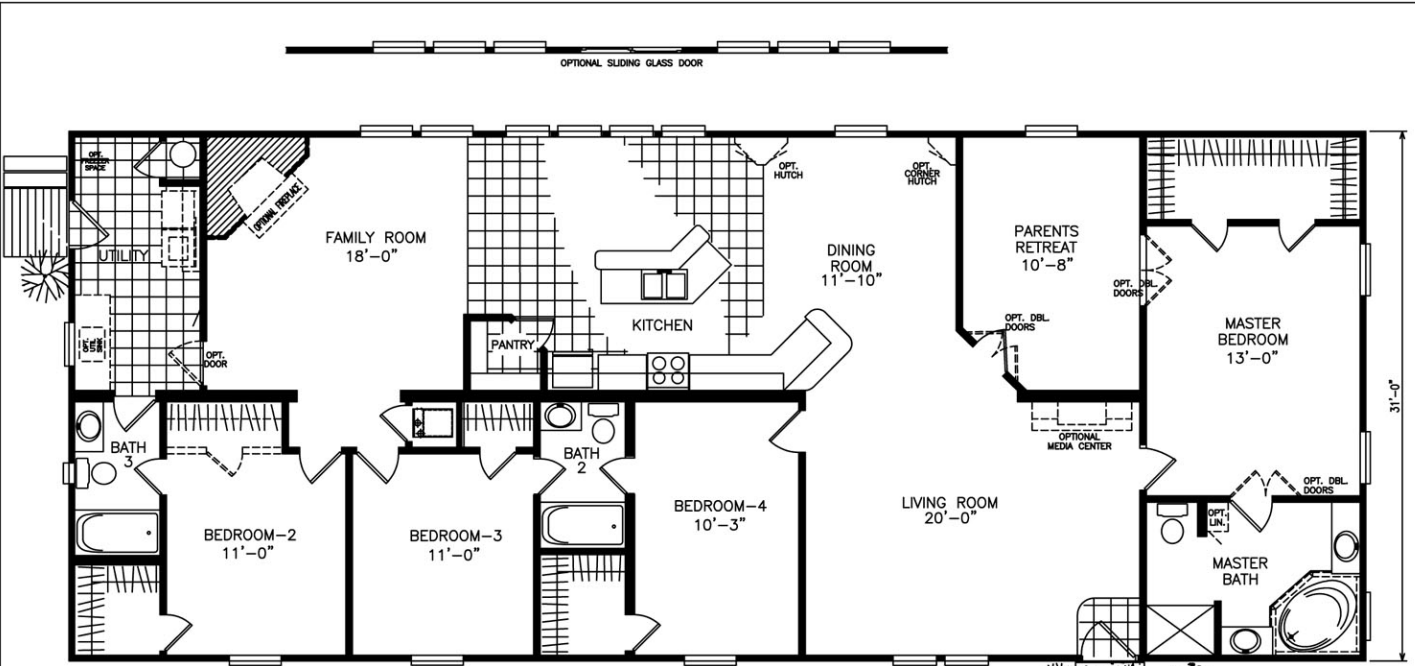 OPTIONAL SLIDING GLASS DOOR
OPT.
FREEZER
SPACE
UTILITY
OPTIONAL FIREPLACE
FAMILY ROOM
18'-0"
OPT.
HUTCH
OPT.
CORNER
HUTCH
DINING
ROOM
11'-10"
PARENTS
RETREAT
10'-8"
OPT. DBL.
DOORS
OPT. DBL.
DOORS
MASTER
BEDROOM
13'-0"
KITCHEN
PANTRY
OPT.
DOOR
31'-0"
BATH
3
BATH
2
OPTIONAL
MEDIA CENTER
BEDROOM-2
11'-0"
BEDROOM-3
11'-0"
BEDROOM-4
10'-3"
LIVING ROOM
20'-0"
OPT. DBL.
DOORS
OPT.
LIN.
MASTER
BATH